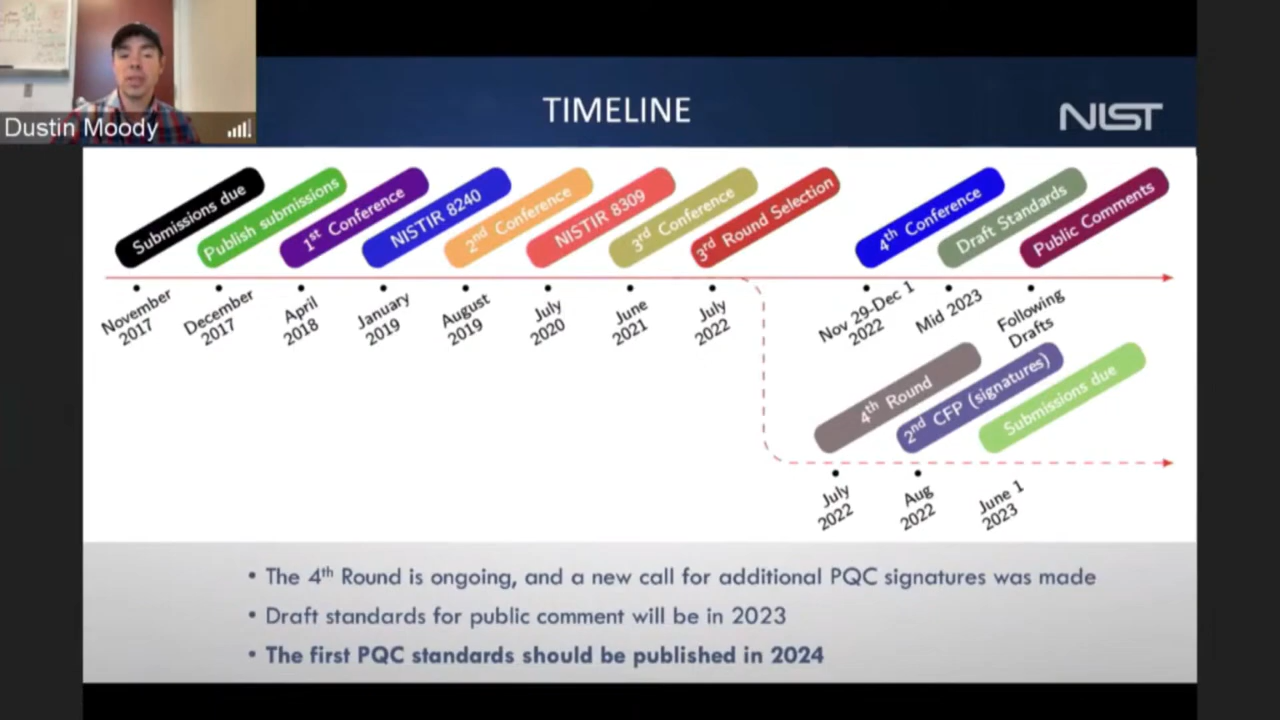 Dustin Moody
TIMELINE
NIST
Submissions due
Publish submissions
1st Conference
NISTIR 8240
2nd Conference
NISTIR 8309
3rd Conference
3rd Round Selection
4th Conference
Draft Standards
Public Comments
November
2017
December
2017
April
2018
January
2019
August
2019
July
2020
June
2021
July
2022
Nov 29-Dec 1
2022
Mid 2023
Following
Drafts
4th Round
2nd CFP (signatures)
Submissions due
July
2022
Aug
2022
June 1
2023
• The 4th Round is ongoing, and a new call for additional PQC signatures was made
• Draft standards for public comment will be in 2023
• The first PQC standards should be published in 2024